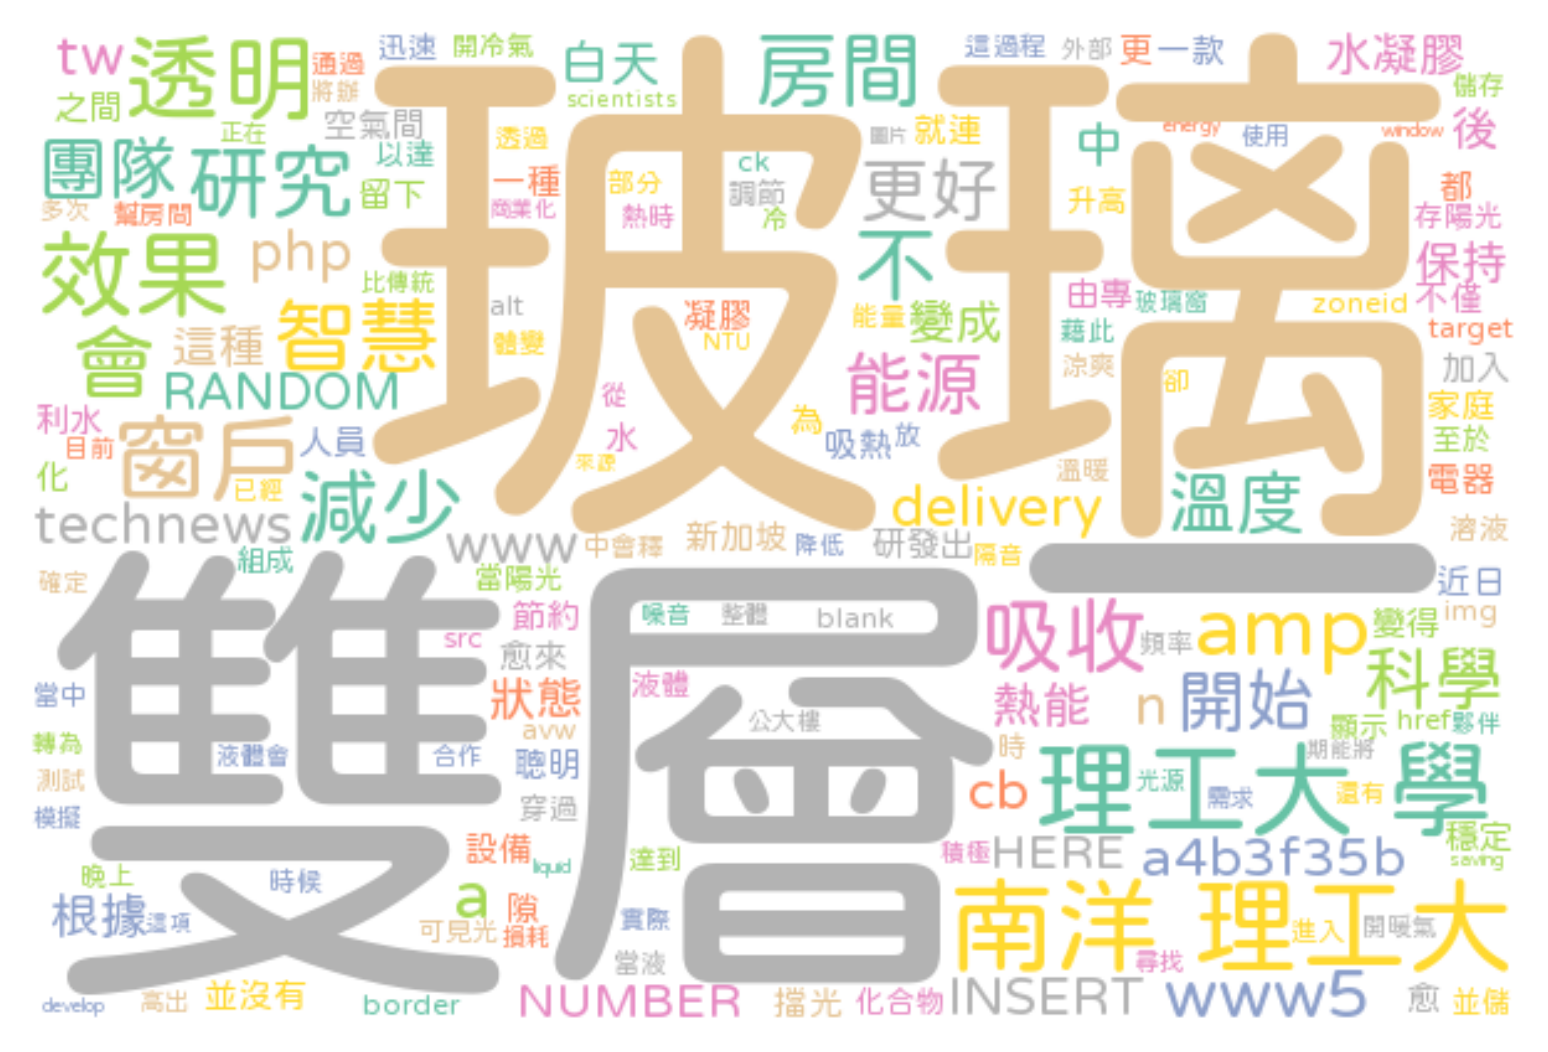 tw 透明 通過 迅速 開冷氣 白天 房間 這過程 外部 更 一款 水凝膠
之間 將辦 scientists 儲存
正在 空氣間 透過 圖片 就連 中 energy 使用 window 後
團隊 研究 以達 一種 部分 ck 更好 都
多次 幫房間 留下 商業化 熱時 調節 冷 升高 存陽光
效果 php 比傳統 不 保持
智慧 alt 凝膠 能量 變成 由專 玻璃窗 zoneid 不僅
會 這種 體變 NTU 藉此 target
玻璃
RANDOM 從 能源 涼爽 卻 加入
利水 窗戶 人員 水 為 吸熱 放 家庭
目前 來源 溫暖 至於
化 已經 減少 delivery 溫度 電器
technews www 中會釋 新加坡 降低 研發出 隔音 溶液
確定 組成 當陽光 一 近日
節約 噪音 整體 blank 吸收 頻率 amp 變得 img
src 愈來 液體 科學
當中 狀態 公大樓 熱能 n 開始 顯示 href 夥伴
雙層
轉為 液體會 合作 avw 聰明 時 期能將
測試 穿過 cb 理工大 光源 需求 還有 學
模擬 設備 達到 積極 HERE a4b3f35b 穩定
晚上 時候 liquid saving
根據 這項 a 隙 實際 南洋 理工大 進入 開暖氣
可見光 損耗 當液 尋找
develop 高出 並沒有 border NUMBER 擋光 化合物 INSERT www5 愈 並儲